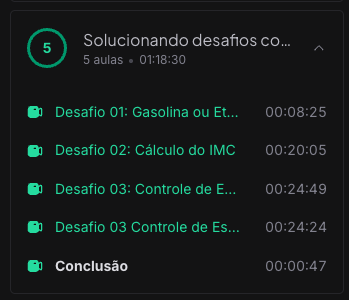 5
Solucionando desafios co...
5 aulas • 01:18:30
Desafio 01: Gasolina ou Et... 00:08:25
Desafio 02: Cálculo do IMC 00:20:05
Desafio 03: Controle de E... 00:24:49
Desafio 03 Controle de Es... 00:24:24
Conclusão 00:00:47